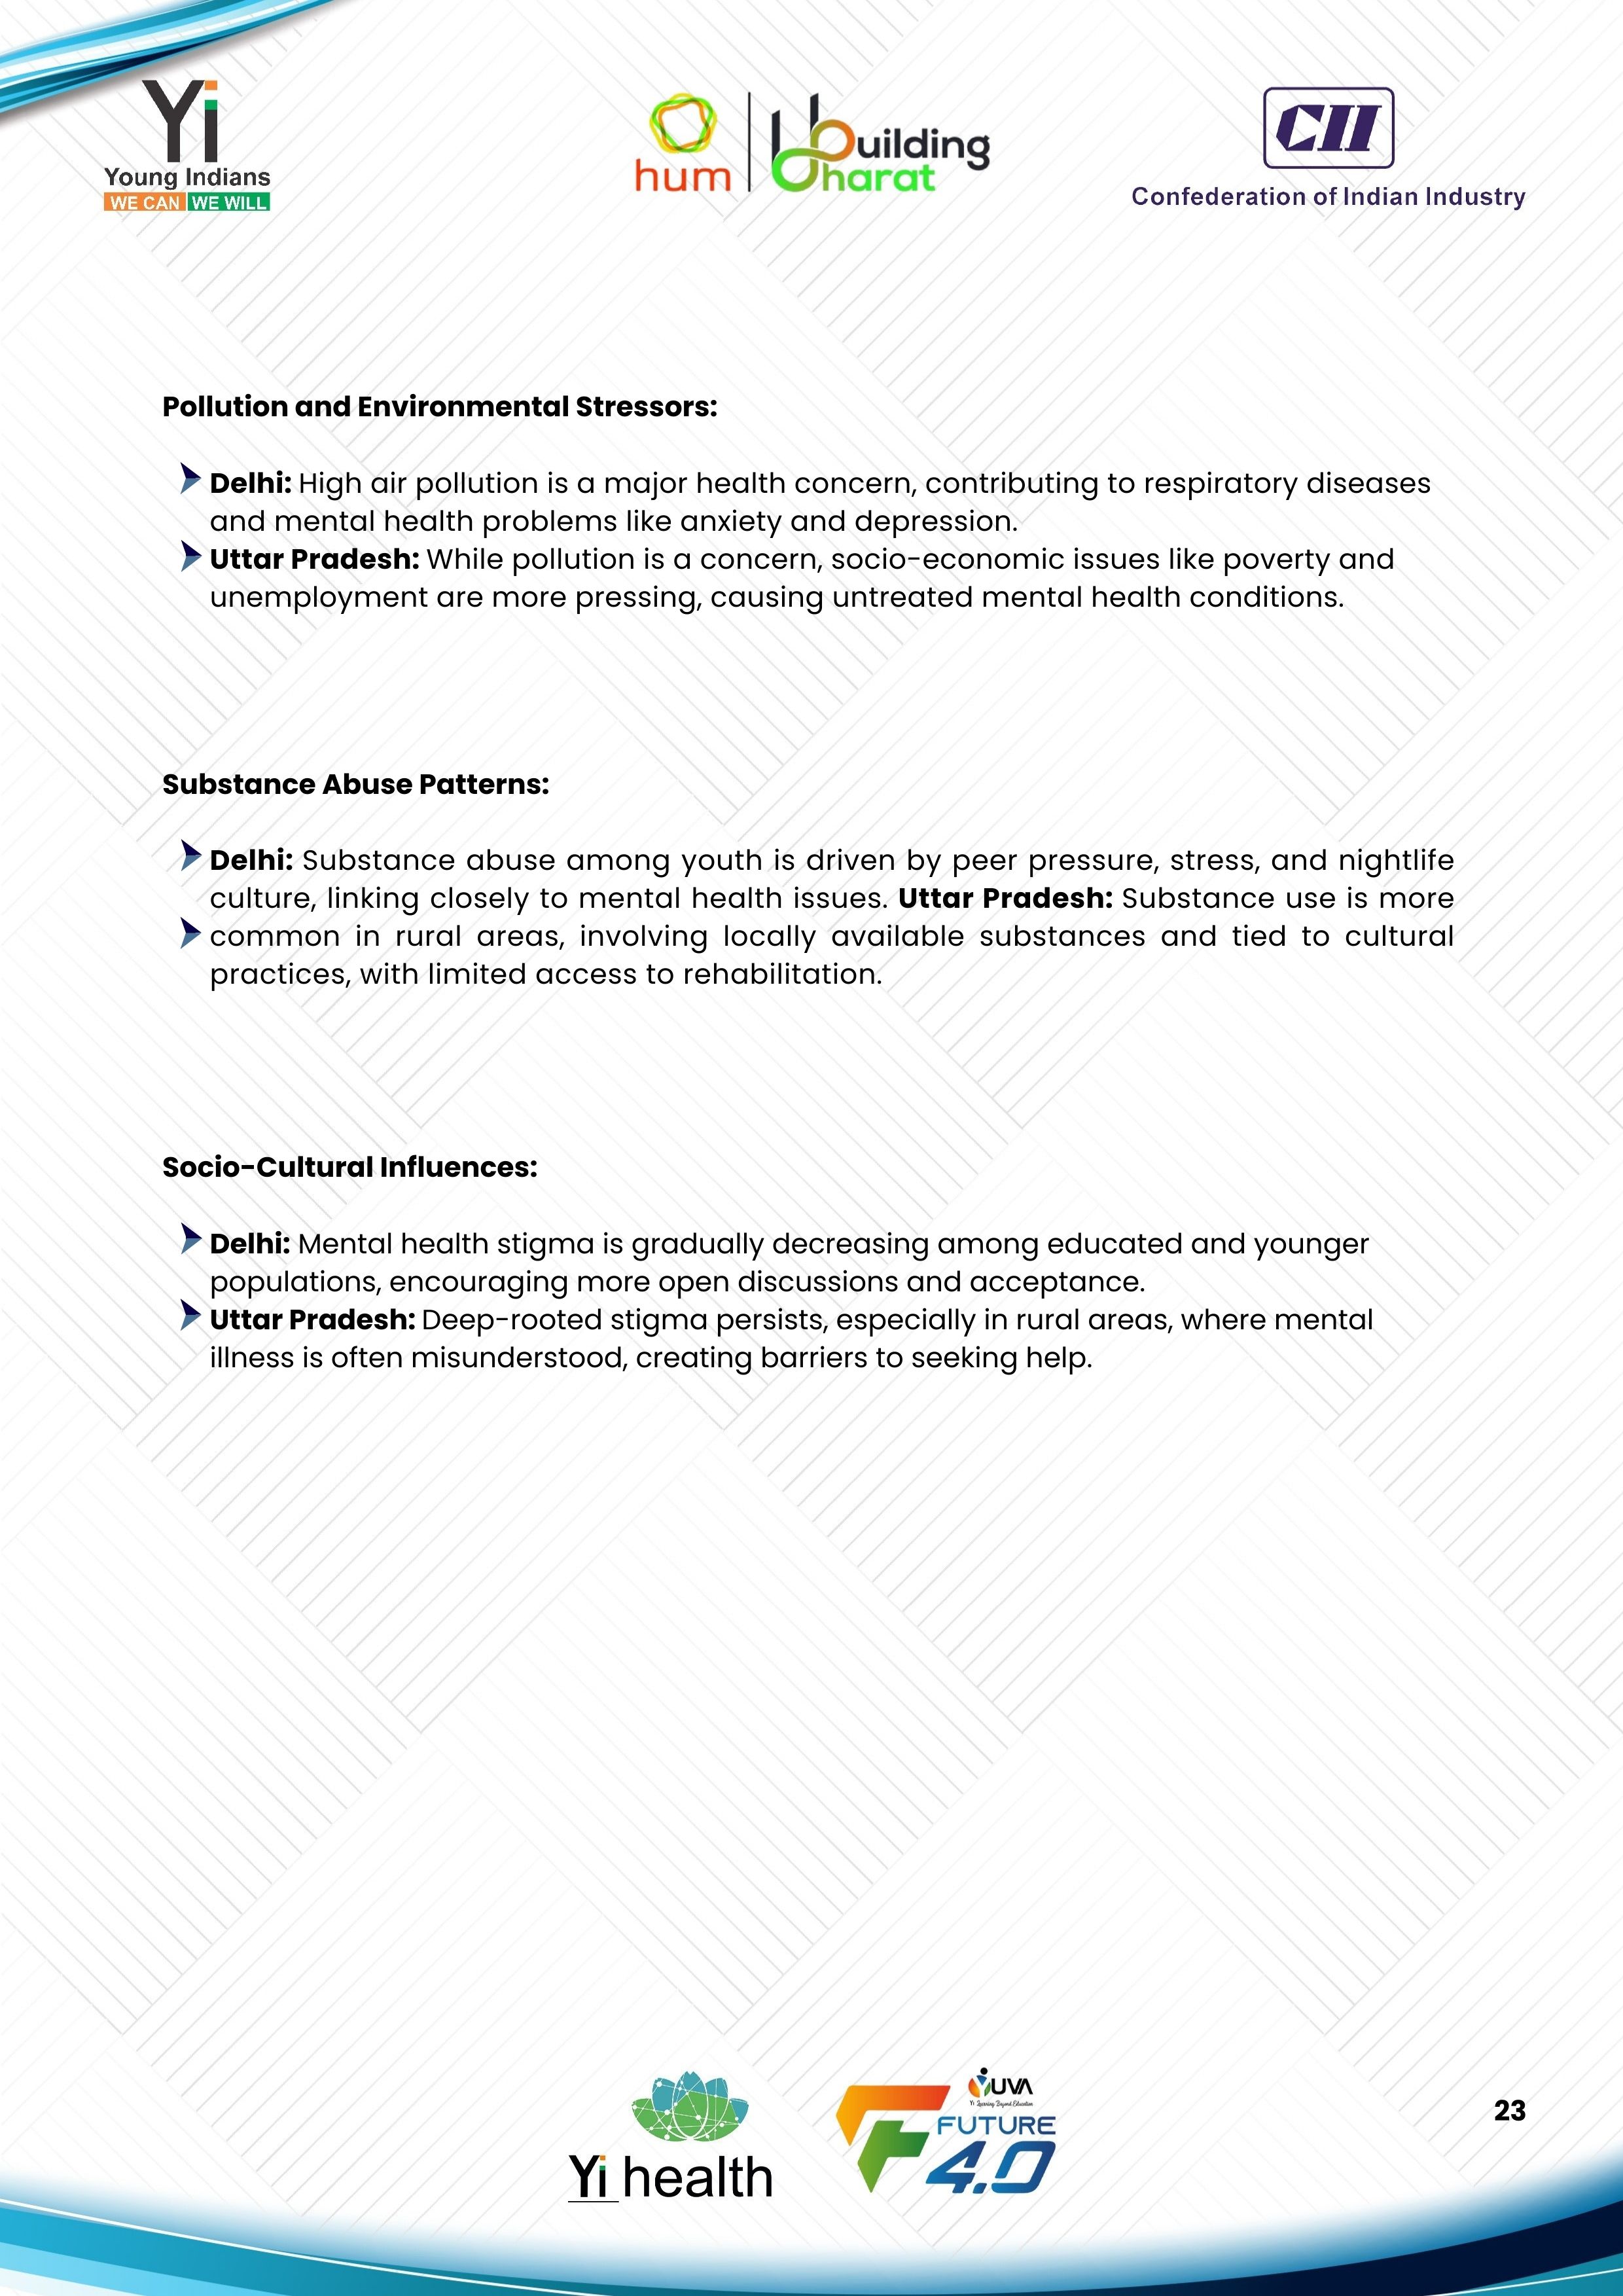 Yi
Young Indians
WE CAN WE WILL
hum
Building
Bharat
CII
Confederation of Indian Industry
Pollution and Environmental Stressors:
Delhi: High air pollution is a major health concern, contributing to respiratory diseases
and mental health problems like anxiety and depression.
Uttar Pradesh: While pollution is a concern, socio-economic issues like poverty and
unemployment are more pressing, causing untreated mental health conditions.
Substance Abuse Patterns:
Delhi: Substance abuse among youth is driven by peer pressure, stress, and nightlife
culture, linking closely to mental health issues. Uttar Pradesh: Substance use is more
common in rural areas, involving locally available substances and tied to cultural
practices, with limited access to rehabilitation.
Socio-Cultural Influences:
Delhi: Mental health stigma is gradually decreasing among educated and younger
populations, encouraging more open discussions and acceptance.
Uttar Pradesh: Deep-rooted stigma persists, especially in rural areas, where mental
illness is often misunderstood, creating barriers to seeking help.
Yi health
YUVA
Yi Learning Beyond Education
FUTURE
4.0
23